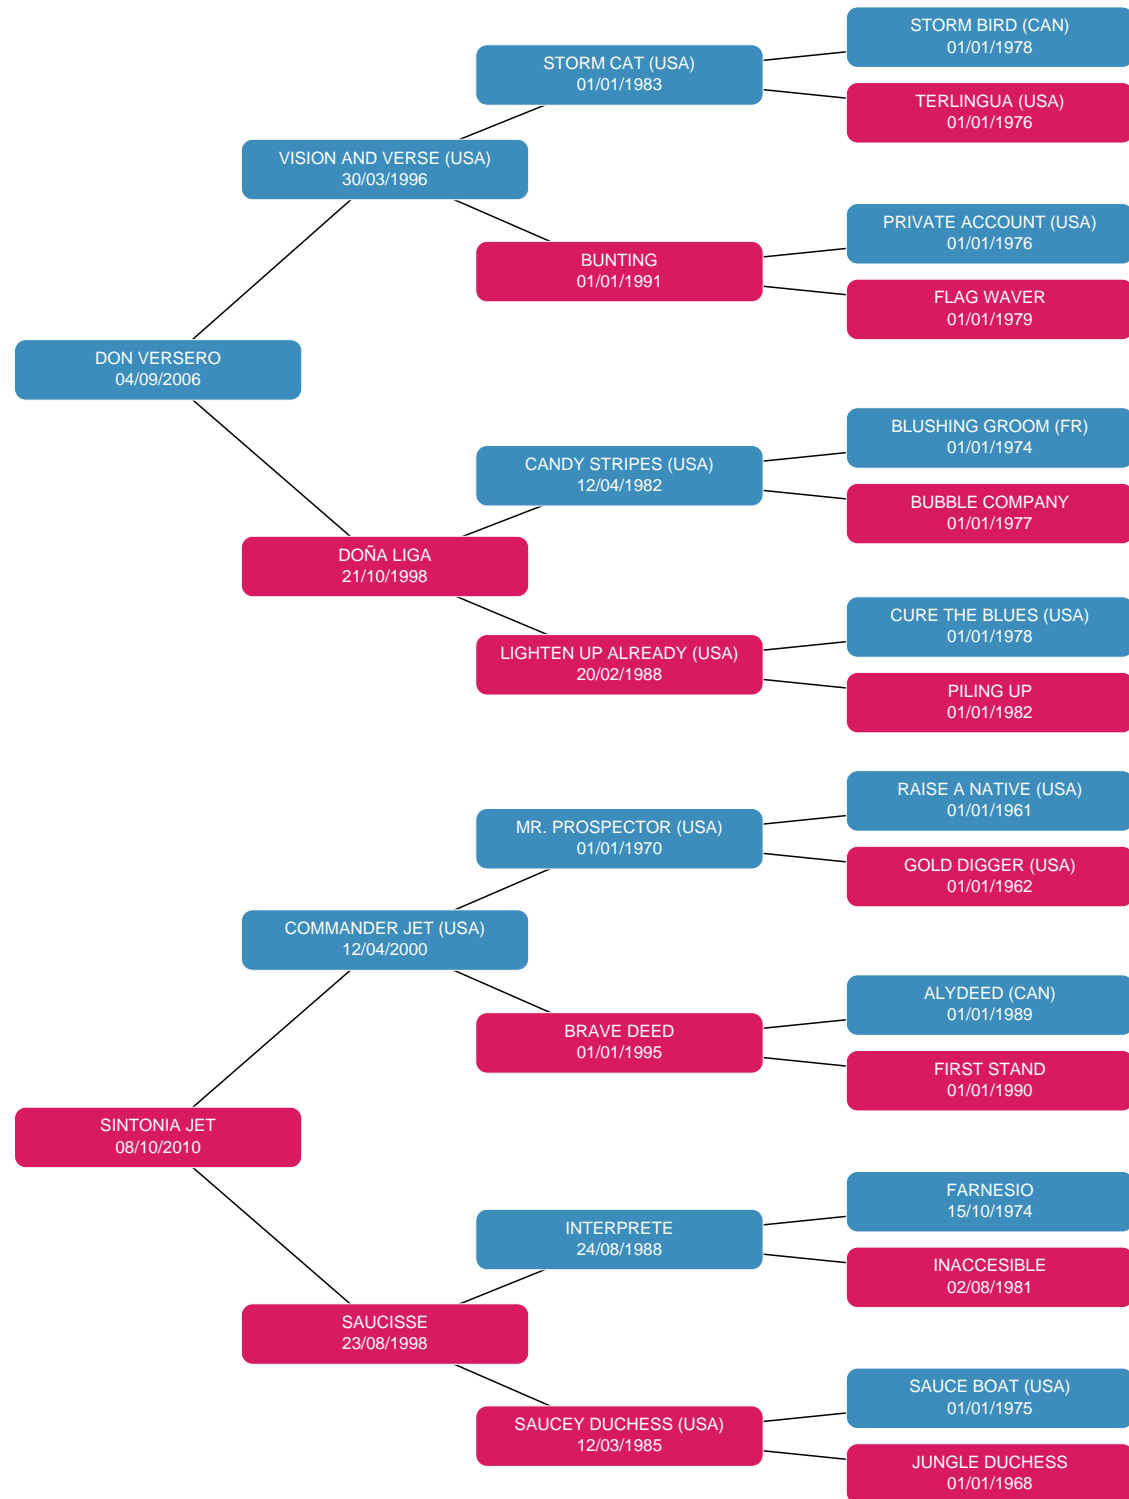 STORM BIRD (CAN)
01/01/1978
STORM CAT (USA)
01/01/1983
TERLINGUA (USA)
01/01/1976
VISION AND VERSE (USA)
30/03/1996
PRIVATE ACCOUNT (USA)
01/01/1976
BUNTING
01/01/1991
FLAG WAVER
01/01/1979
DON VERSERO
04/09/2006
BLUSHING GROOM (FR)
01/01/1974
CANDY STRIPES (USA)
12/04/1982
BUBBLE COMPANY
01/01/1977
DOÑA LIGA
21/10/1998
CURE THE BLUES (USA)
01/01/1978
LIGHTEN UP ALREADY (USA)
20/02/1988
PILING UP
01/01/1982
RAISE A NATIVE (USA)
01/01/1961
MR. PROSPECTOR (USA)
01/01/1970
GOLD DIGGER (USA)
01/01/1962
COMMANDER JET (USA)
12/04/2000
ALYDEED (CAN)
01/01/1989
BRAVE DEED
01/01/1995
FIRST STAND
01/01/1990
SINTONIA JET
08/10/2010
FARNESIO
15/10/1974
INTERPRETE
24/08/1988
INACCESIBLE
02/08/1981
SAUCISSE
23/08/1998
SAUCE BOAT (USA)
01/01/1975
SAUCEY DUCHESS (USA)
12/03/1985
JUNGLE DUCHESS
01/01/1968